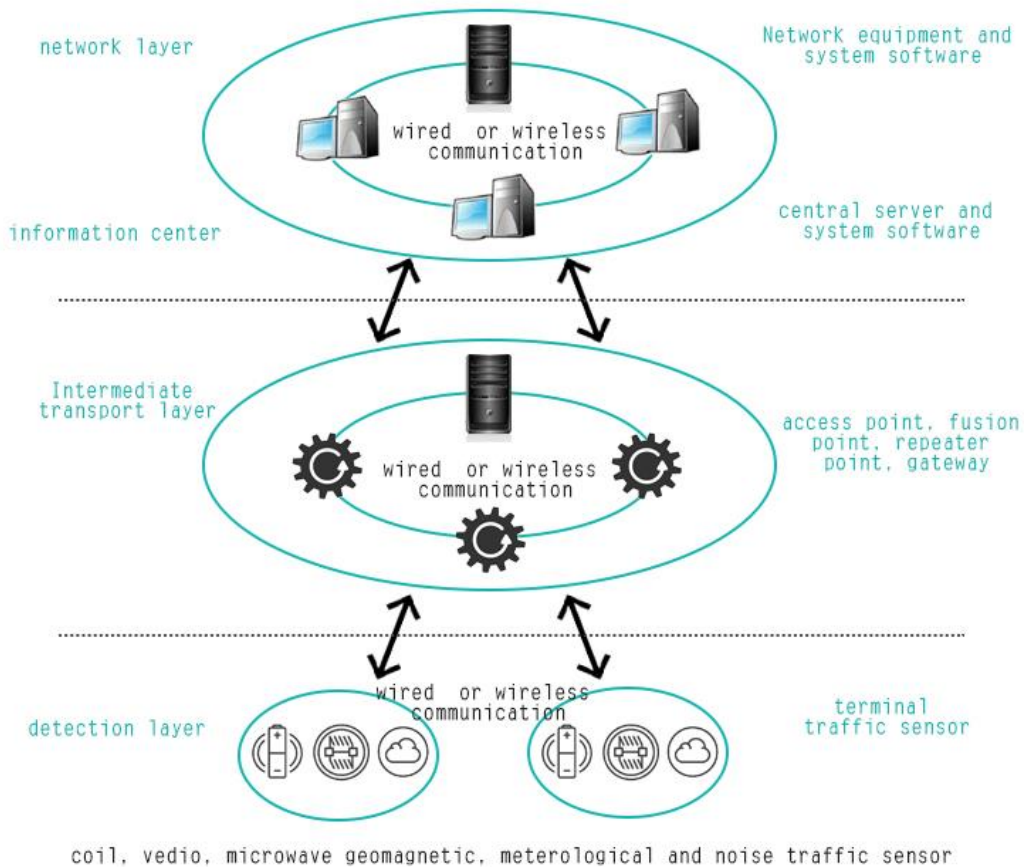 network layer
Network equipment and
system software
wired or wireless
communication
information center
central server and
system software
Intermediate
transport layer
access point, fusion
point, repeater
point, gateway
wired or wireless
communication
wired or wireless
communication
detection layer
terminal
traffic sensor
coil, vedio, microwave geomagnetic, meterological and noise traffic sensor